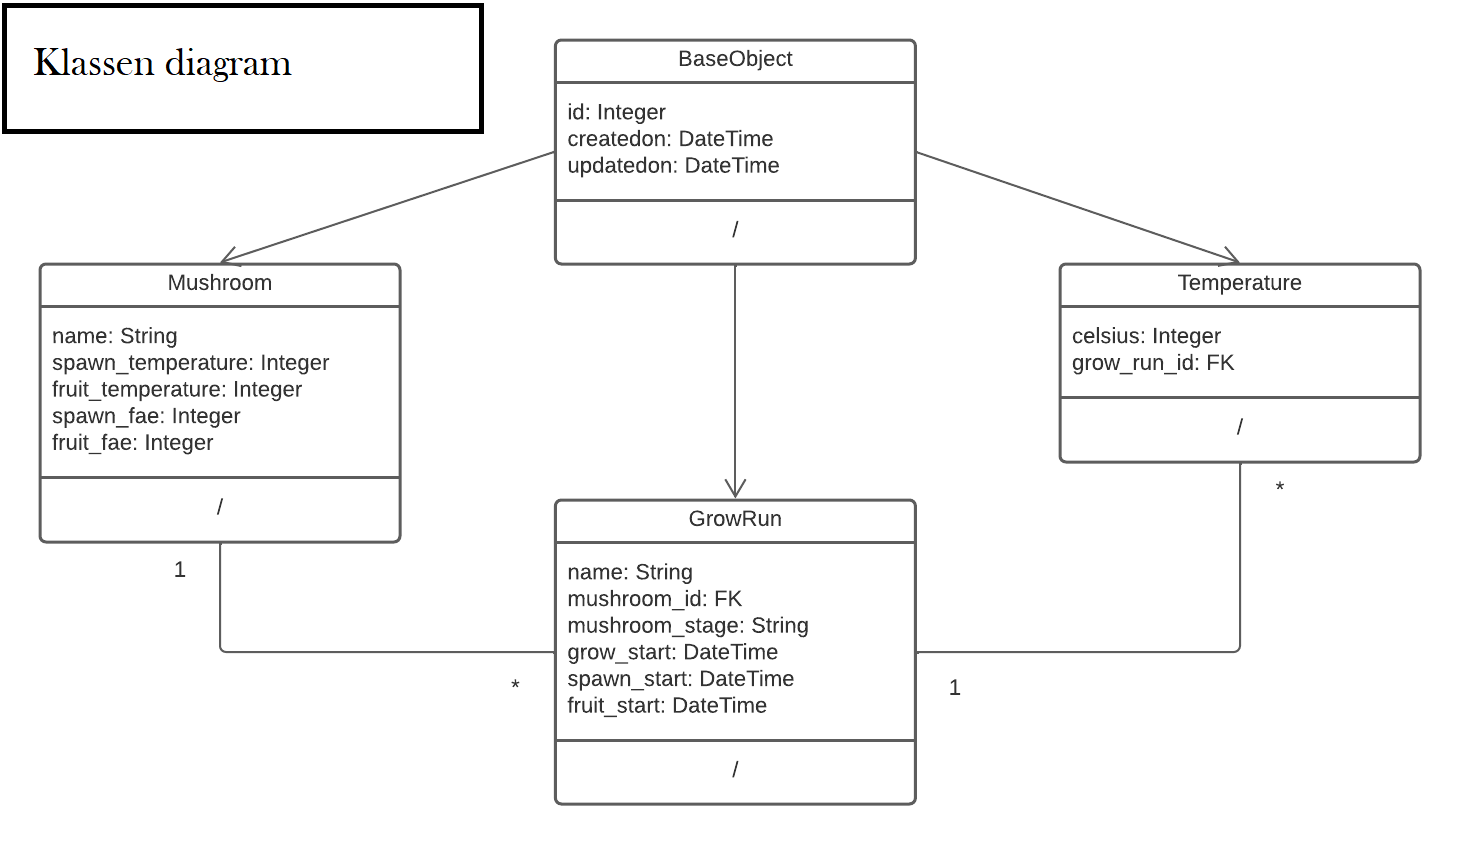 Klassen diagram
BaseObject
id: Integer
createdon: DateTime
updatedon: DateTime
/
Mushroom
name: String
spawn_temperature: Integer
fruit_temperature: Integer
spawn_fae: Integer
fruit_fae: Integer
/
Temperature
celsius: Integer
grow_run_id: FK
/
*
1
GrowRun
name: String
mushroom_id: FK
mushroom_stage: String
grow_start: DateTime
spawn_start: DateTime
fruit_start: DateTime
/
*
1